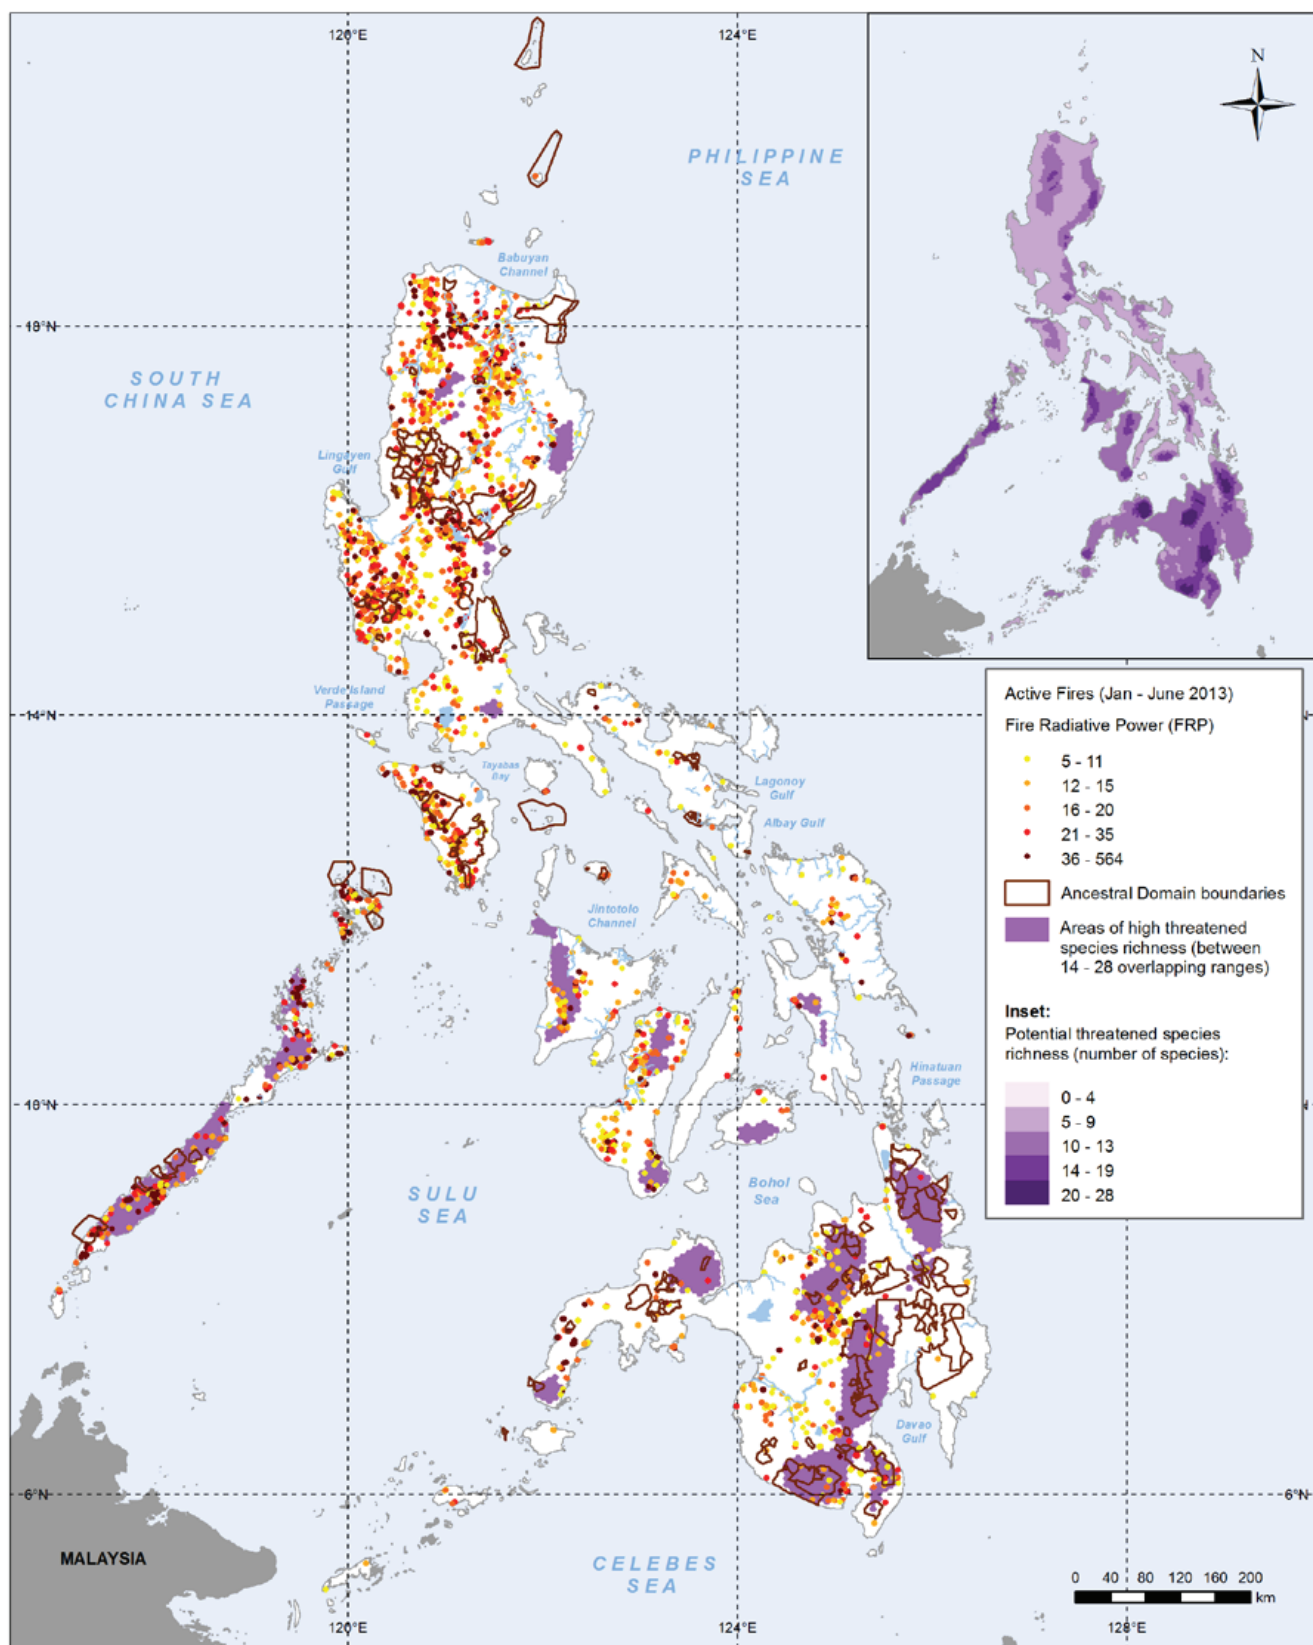 120°E
124°E
N
PHILIPPINE
SEA
Babuyan
Channel
18°N
SOUTH
CHINA SEA
Lingayen
Gulf
Verde Island
Passage
14°N
Tayabas
Bay
Lagonoy
Gulf
Albay Gulf
Jintotolo
Channel
Hinatuan
Passage
10°N
SULU
SEA
Bohol
Sea
Davao
Gulf
6°N
6°N
MALAYSIA
CELEBES
SEA
120°E
124°E
128°E
Active Fires (Jan - June 2013)
Fire Radiative Power (FRP)
5 - 11
12 - 15
16 - 20
21 - 35
36 - 564
Ancestral Domain boundaries
Areas of high threatened
species richness (between
14 - 28 overlapping ranges)
Inset:
Potential threatened species
richness (number of species):
0 - 4
5 - 9
10 - 13
14 - 19
20 - 28
0 40 80 120 160 200
km